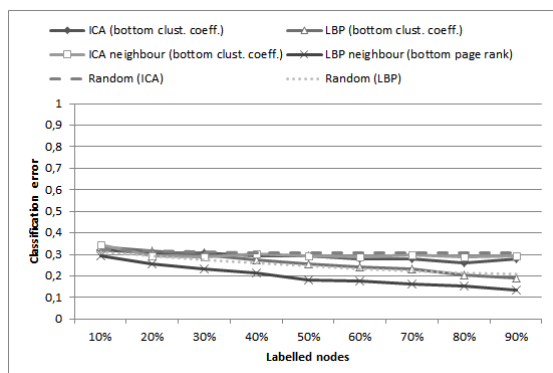 ICA (bottom clust. coeff.) LBP (bottom clust. coeff.)
ICA neighbour (bottom clust. coeff.) LBP neighbour (bottom page rank)
Random (ICA) Random (LBP)
1
0,9
0,8
0,7
0,6
0,5
0,4
0,3
0,2
0,1
0
Classification error
10% 20% 30% 40% 50% 60% 70% 80% 90%
Labelled nodes